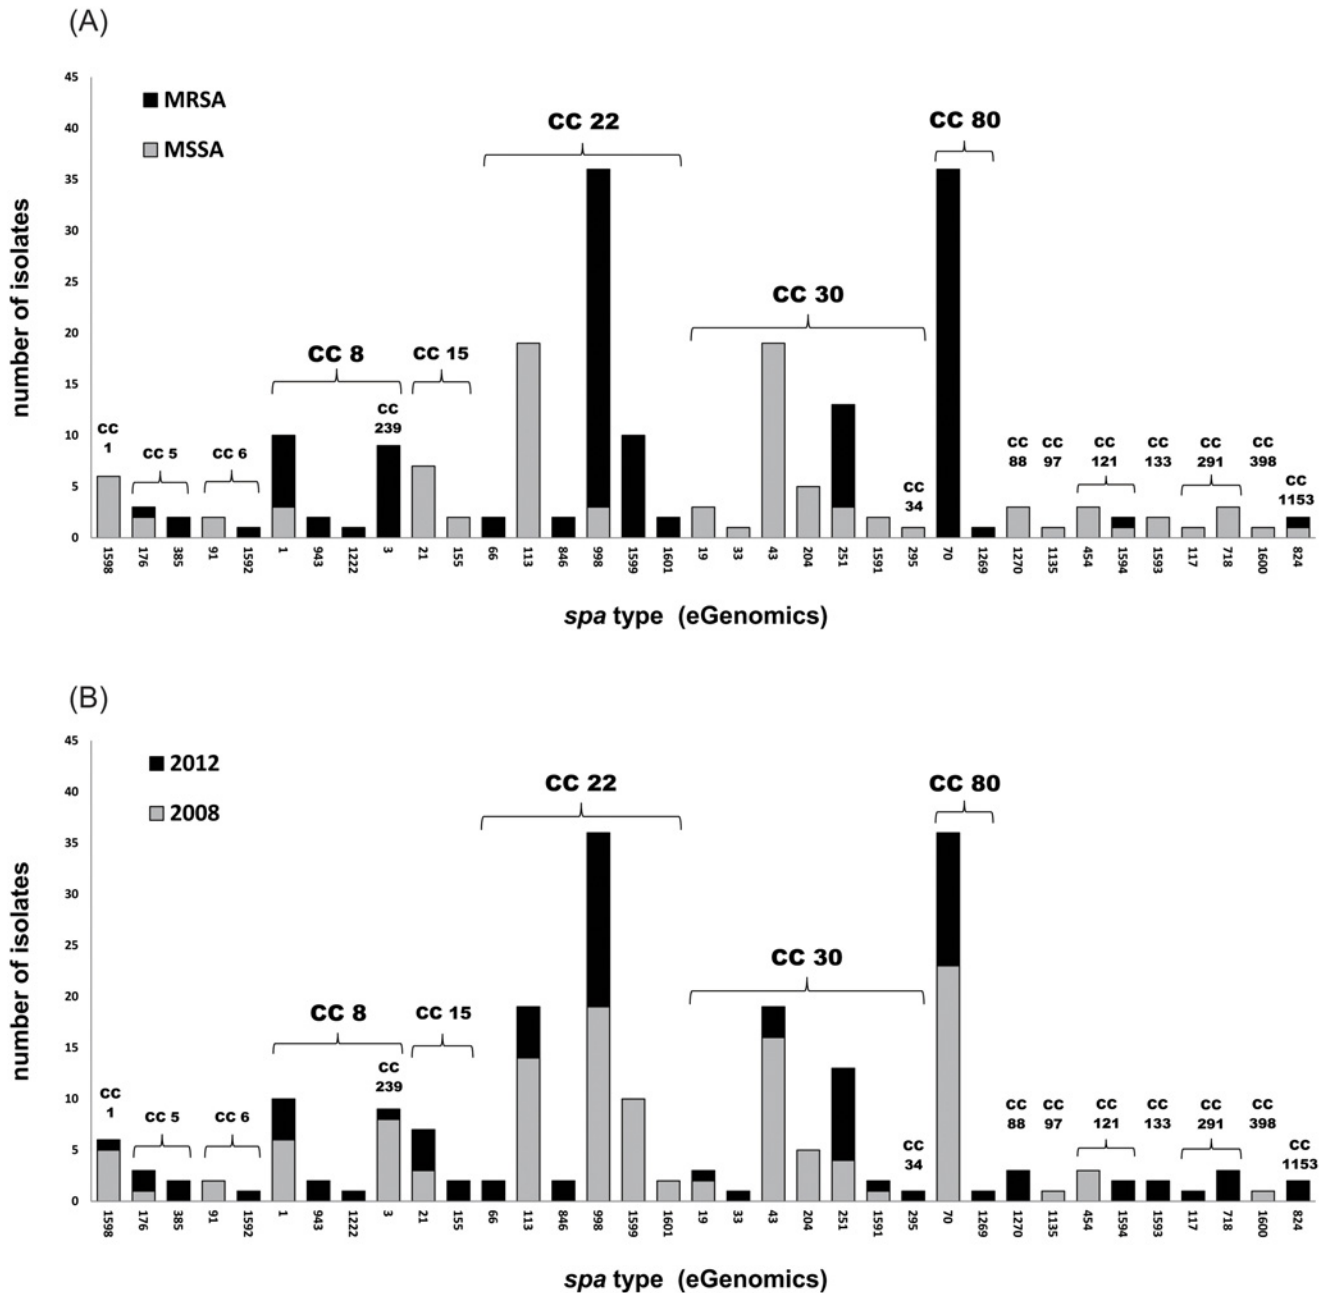 (A)
45
40
35
30
25
20
15
10
5
0
number of isolates
MRSA
MSSA
CC 22
CC 80
CC 30
CC 8
CC 15
CC
239
CC
1
CC 5
CC 6
CC
34
CC
88
CC
97
CC
121
CC
133
CC
291
CC
398
CC
1153
1598 176 385 91 1592 1 943 1222 3 21 155 66 113 846 998 1599 1601 19 33 43 204 251 1591 295 70 1269 1270 1135 454 1594 1593 117 718 1600 824
spa type (eGenomics)
(B)
45
40
35
30
25
20
15
10
5
0
number of isolates
2012
2008
CC 22
CC 80
CC 30
CC 8
CC 15
CC
239
CC
1
CC 5
CC 6
CC
34
CC
88
CC
97
CC
121
CC
133
CC
291
CC
398
CC
1153
1598 176 385 91 1592 1 943 1222 3 21 155 66 113 846 998 1599 1601 19 33 43 204 251 1591 295 70 1269 1270 1135 454 1594 1593 117 718 1600 824
spa type (eGenomics)